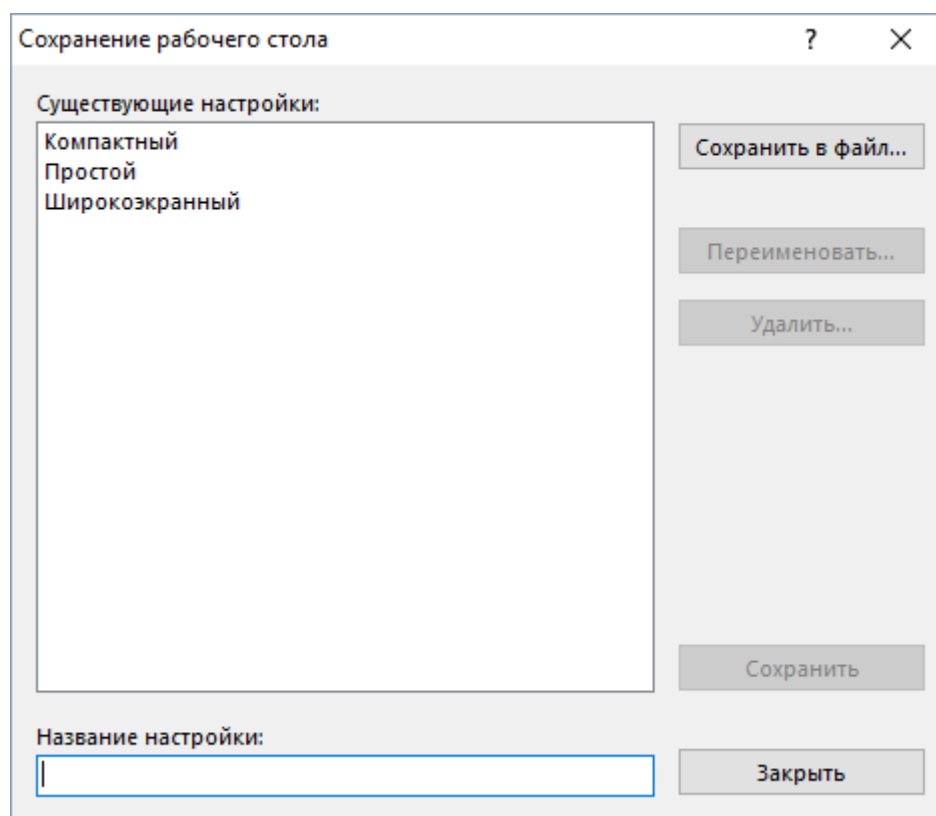 Сохранение рабочего стола ?
Существующие настройки:
Компактный
Простой
Широкоэкранный
Сохранить в файл...
Переименовать...
Удалить...
Сохранить
Название настройки:
Закрыть